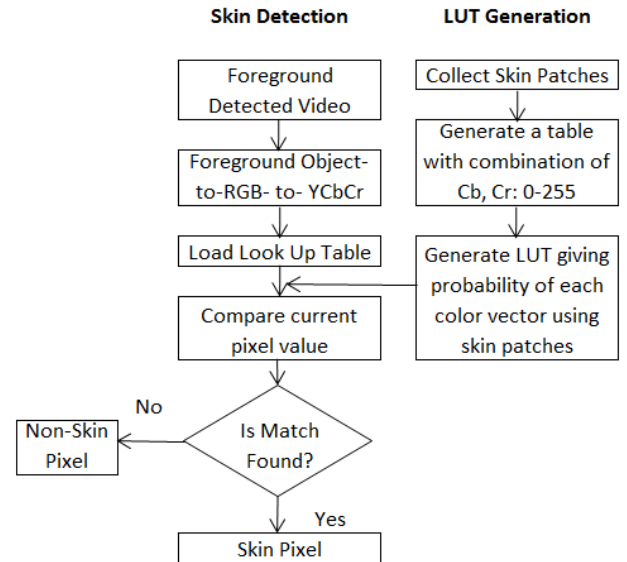 Skin Detection
Foreground
Detected Video
Foreground Object-
to-RGB- to- YCbCr
Load Look Up Table
Compare current
pixel value
Is Match
Found?
No
Non-Skin
Pixel
Yes
Skin Pixel
LUT Generation
Collect Skin Patches
Generate a table
with combination of
Cb, Cr: 0-255
Generate LUT giving
probability of each
color vector using
skin patches